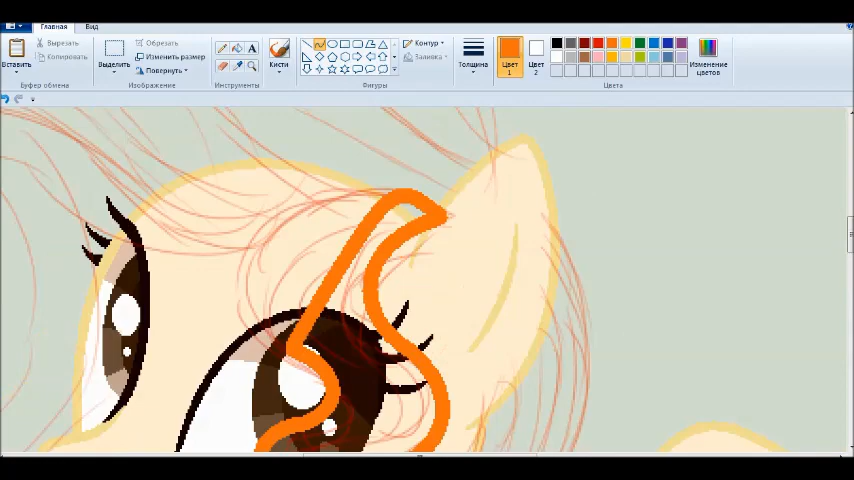 Главная Вид
Вставить
Вырезать
Копировать
Буфер обмена
Выделить
Обрезать
Изменить размер
Повернуть
Изображение
A
Инструменты
Кисти
Контур
Заливка
Фигуры
Толщина
Цвет 1
Цвет 2
Изменение цветов
Цвета